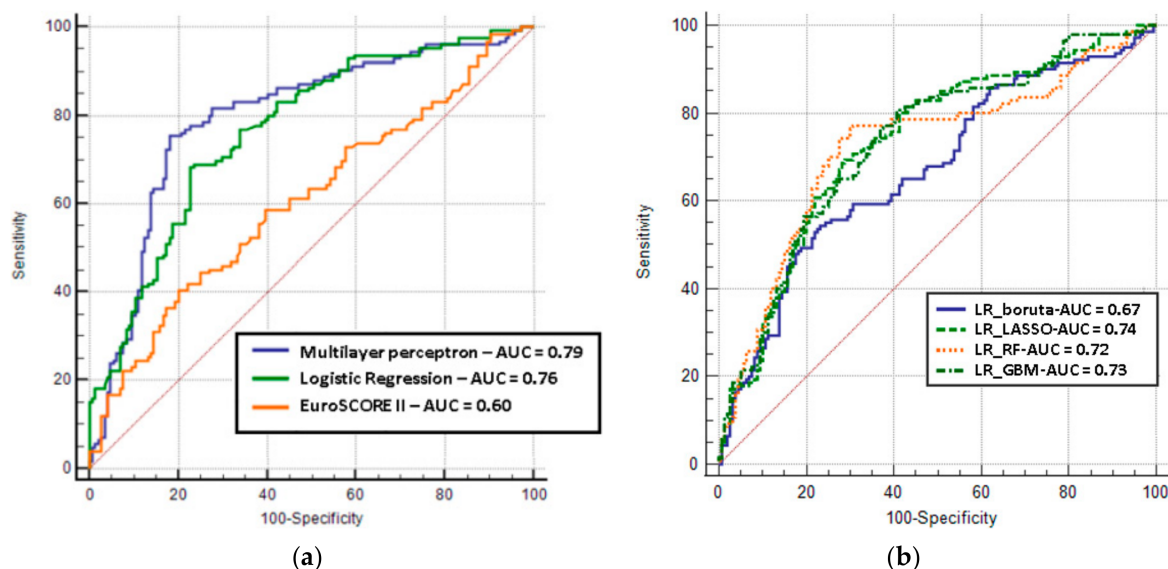 100
80
60
40
20
0
Sensitivity
0 20 40 60 80 100
100-Specificity
Multilayer perceptron – AUC = 0.79
Logistic Regression – AUC = 0.76
EuroSCORE II – AUC = 0.60
(a)
100
80
60
40
20
0
Sensitivity
0 20 40 60 80 100
100-Specificity
LR_boruta-AUC = 0.67
LR_LASSO-AUC = 0.74
LR_RF-AUC = 0.72
LR_GBM-AUC = 0.73
(b)